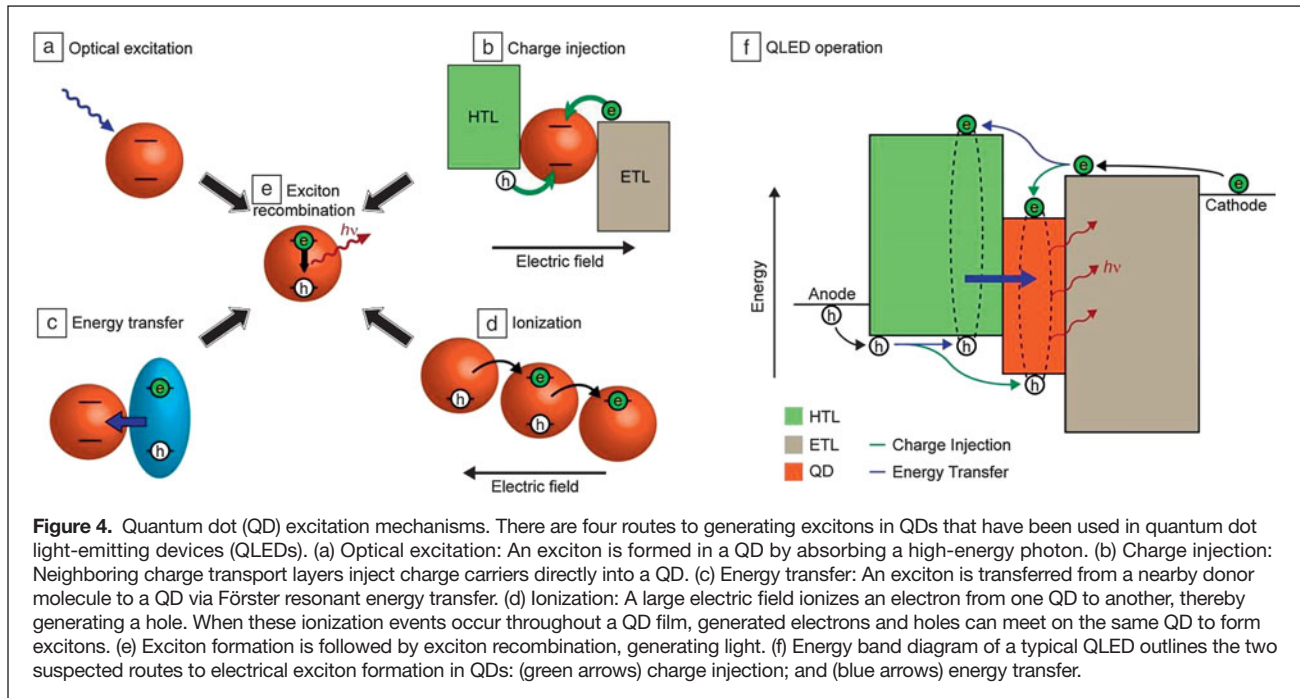 a Optical excitation
b Charge injection
f QLED operation
HTL
e
h
ETL
Electric field
e Exciton
recombination
hν
e
h
c Energy transfer
e
h
d Ionization
h
e
h
e
Electric field
Energy
e
e
e
e
Cathode
hν
Anode
h
h
h
h
HTL
ETL
QD
Charge Injection
Energy Transfer
Figure 4. Quantum dot (QD) excitation mechanisms. There are four routes to generating excitons in QDs that have been used in quantum dot
light-emitting devices (QLEDs). (a) Optical excitation: An exciton is formed in a QD by absorbing a high-energy photon. (b) Charge injection:
Neighboring charge transport layers inject charge carriers directly into a QD. (c) Energy transfer: An exciton is transferred from a nearby donor
molecule to a QD via Förster resonant energy transfer. (d) Ionization: A large electric field ionizes an electron from one QD to another, thereby
generating a hole. When these ionization events occur throughout a QD film, generated electrons and holes can meet on the same QD to form
excitons. (e) Exciton formation is followed by exciton recombination, generating light. (f) Energy band diagram of a typical QLED outlines the two
suspected routes to electrical exciton formation in QDs: (green arrows) charge injection; and (blue arrows) energy transfer.